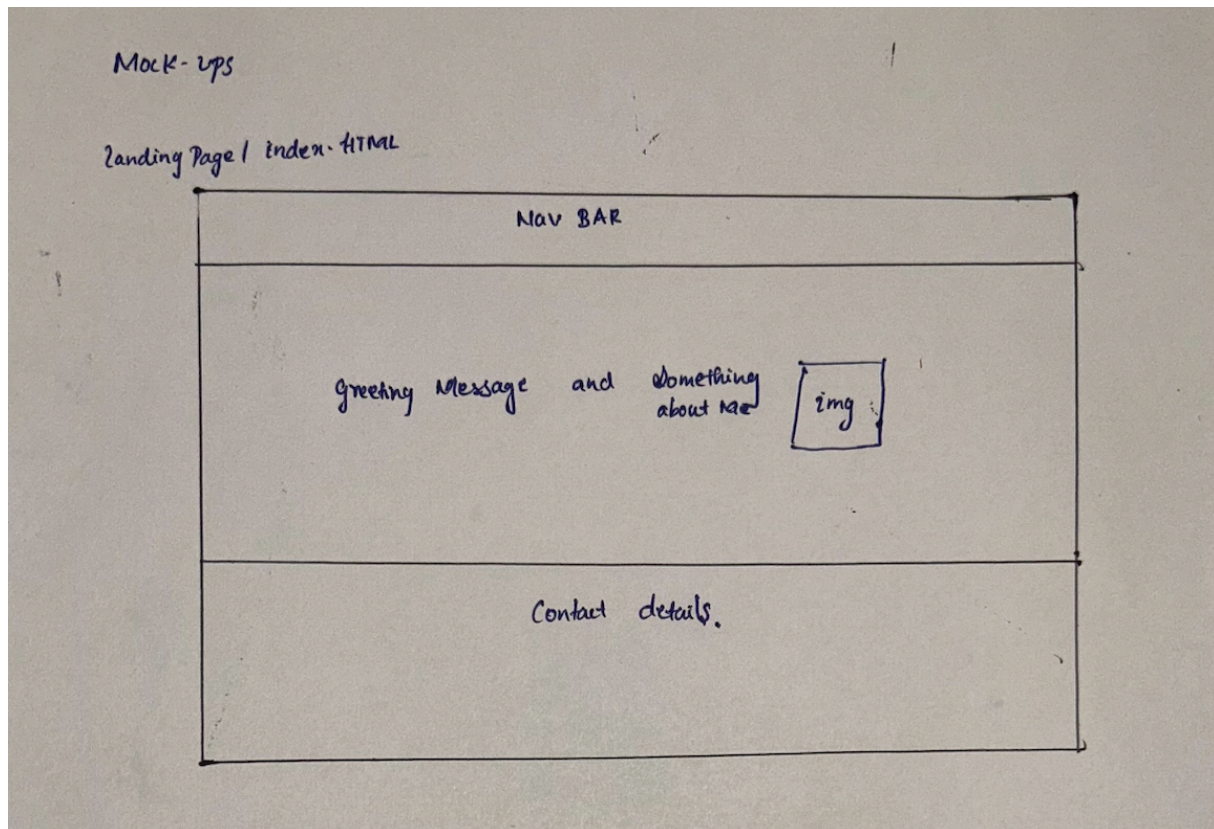 Mock-ups
Landing Page / index.HTML
Nav BAR
Greeting Message and Something
about Me
img
Contact details.